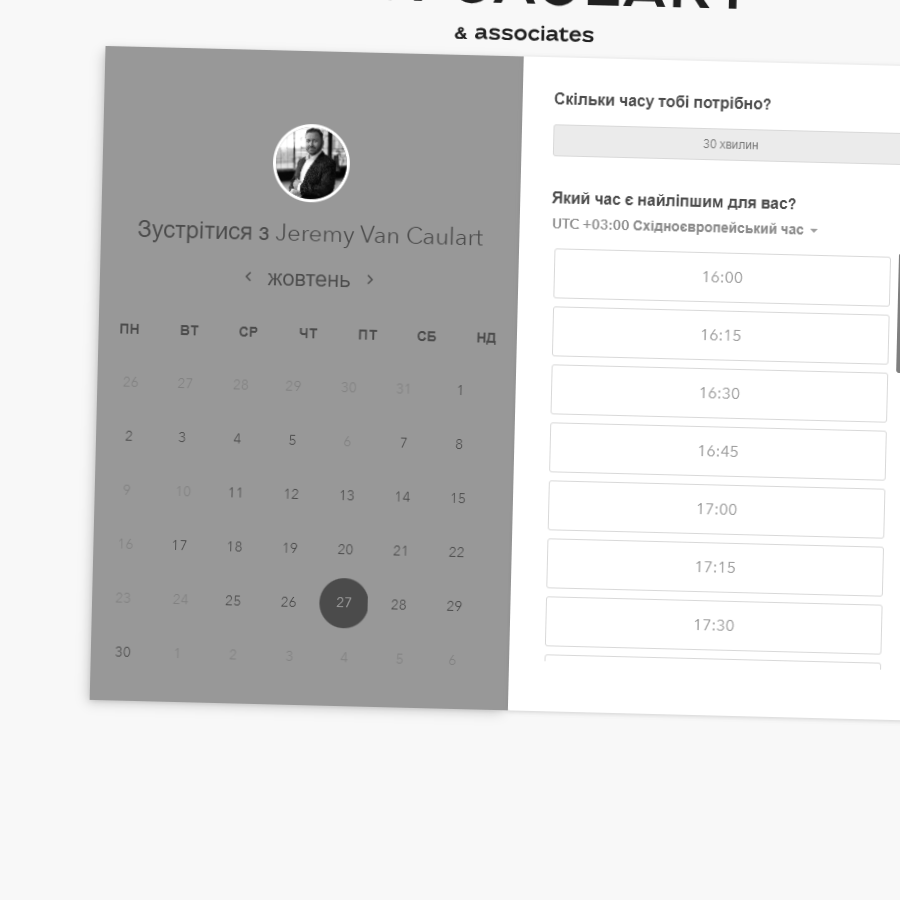 CAULART
& associates
Зустрітися з Jeremy Van Caulart
жовтень
ПН ВТ СР ЧТ ПТ СБ НД
26 27 28 29 30 31 1
2 3 4 5 6 7 8
9 10 11 12 13 14 15
16 17 18 19 20 21 22
23 24 25 26 27 28 29
30 1 2 3 4 5 6
Скільки часу тобі потрібно?
30 хвилин
Який час є найліпшим для вас?
UTC +03:00 Східноєвропейський час
16:00
16:15
16:30
16:45
17:00
17:15
17:30